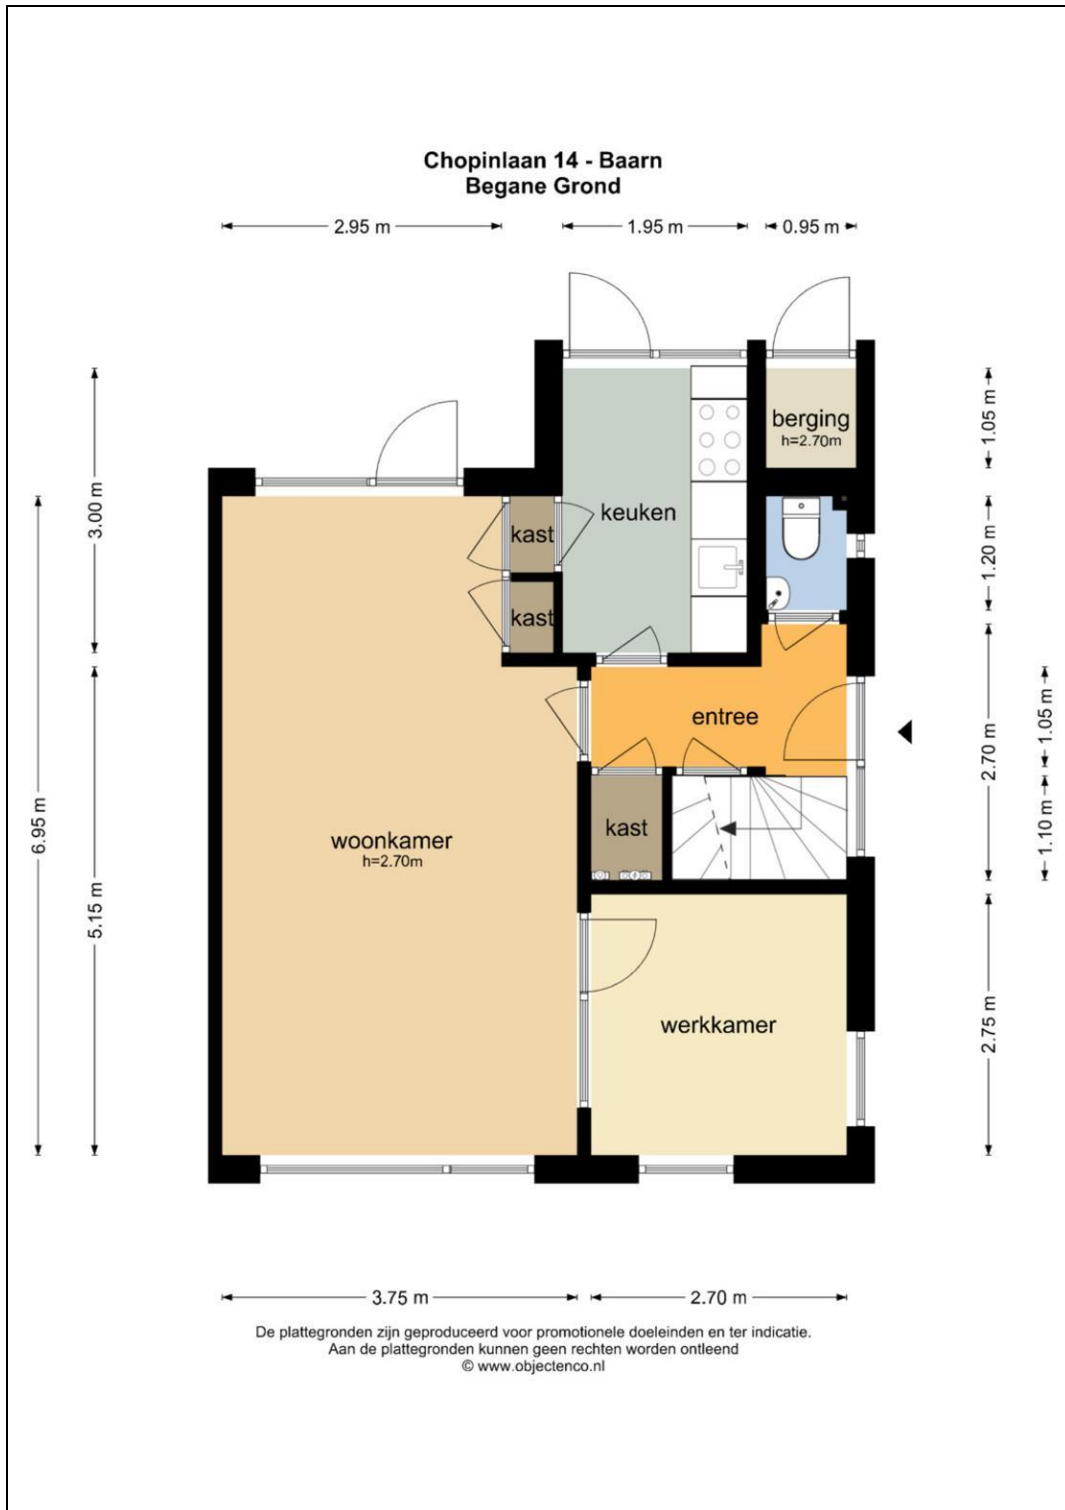 Chopinlaan 14 - Baarn
Begane Grond
2.95 m
1.95 m
0.95 m
berging
h=2.70m
1.05 m
3.00 m
kast
keuken
1.20 m
kast
entree
2.70 m
1.05 m
6.95 m
woonkamer
h=2.70m
kast
1.10 m
5.15 m
werkkamer
2.75 m
3.75 m
2.70 m
De plattegronden zijn geproduceerd voor promotionele doeleinden en ter indicatie.
Aan de plattegronden kunnen geen rechten worden ontleend
© www.objectenco.nl